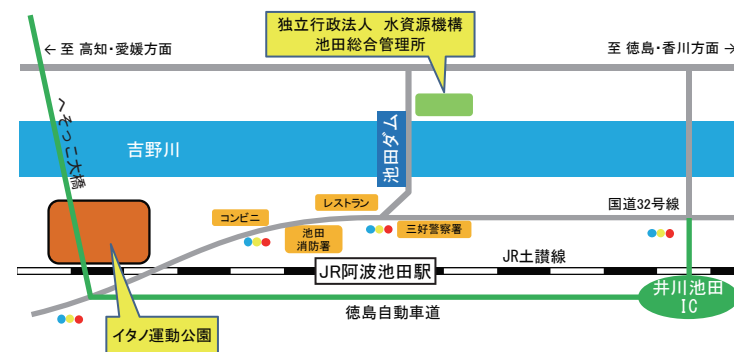 独立行政法人 水資源機構
池田総合管理所
← 至 高知・愛媛方面
至 徳島・香川方面 →
へそっこ大橋
吉野川
池田ダム
レストラン
国道32号線
コンビニ
池田
消防署
三好警察署
JR土讃線
JR阿波池田駅
井川池田
IC
徳島自動車道
イタノ運動公園